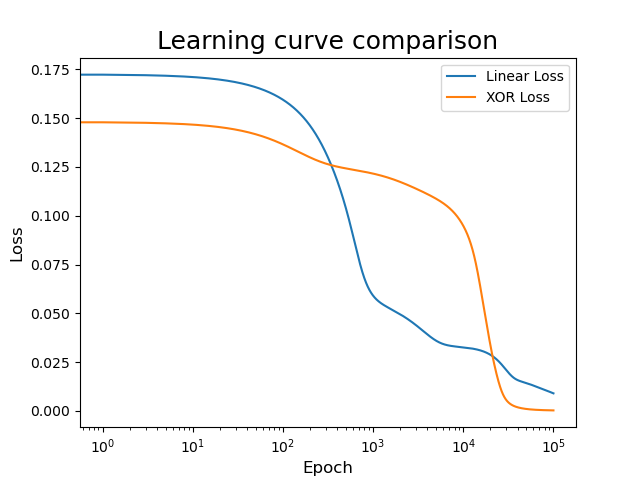 Learning curve comparison
Linear Loss
XOR Loss
0.175
0.150
0.125
0.100
0.075
0.050
0.025
0.000
Loss
10^0 10^1 10^2 10^3 10^4 10^5
Epoch